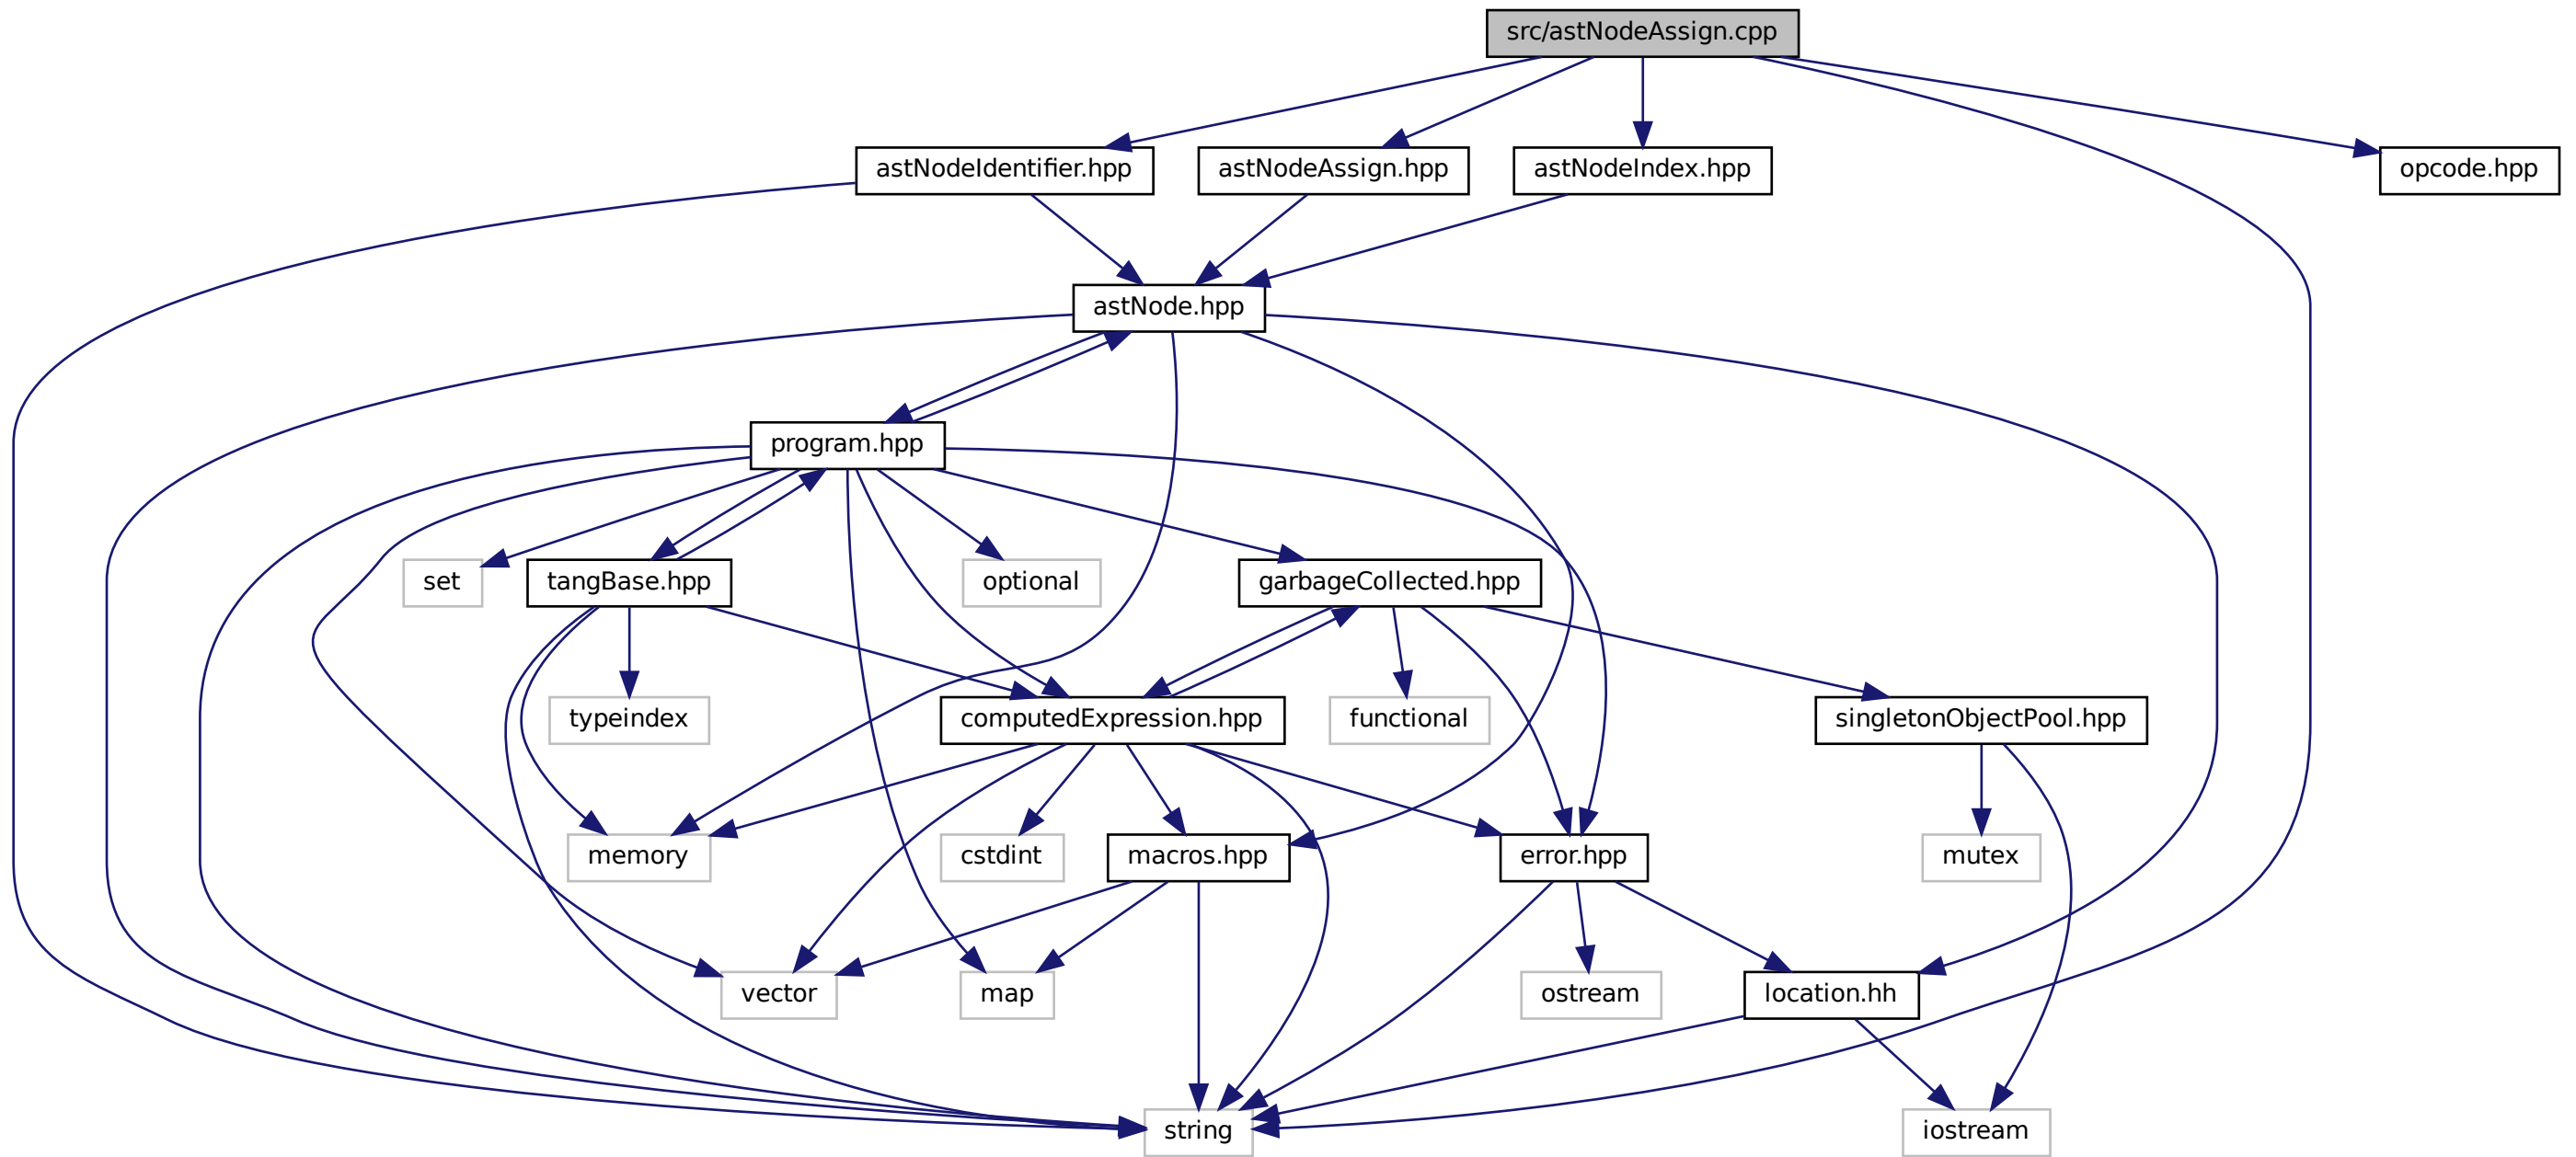 src/astNodeAssign.cpp
astNodeIdentifier.hpp
astNodeAssign.hpp
astNodeIndex.hpp
opcode.hpp
astNode.hpp
program.hpp
set
tangBase.hpp
optional
garbageCollected.hpp
typeindex
computedExpression.hpp
functional
singletonObjectPool.hpp
memory
cstdint
macros.hpp
error.hpp
mutex
vector
map
ostream
location.hh
string
iostream